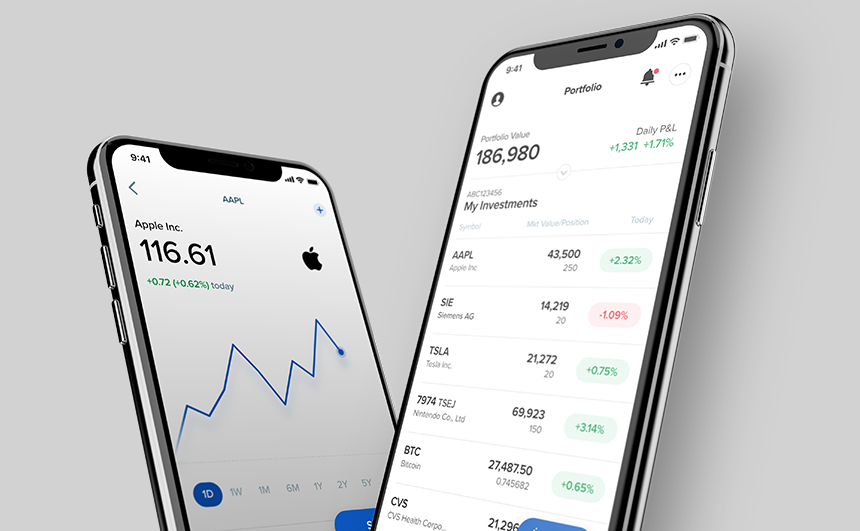 9:41
AAPL
+
Apple Inc.
116.61
+0.72 (+0.62%) today
1D 1W 1M 6M 1Y 2Y 5Y
S
9:41
Portfolio
Portfolio Value
Daily P&L
186,980
+1,331 +1.71%
ABC123456
My Investments
Symbol Mkt Value/Position Today
AAPL 43,500 +2.32%
Apple Inc 250
SIE 14,219 -1.09%
Siemens AG 20
TSLA 21,272 +0.75%
Tesla Inc. 20
7974 TSEJ 69,923 +3.14%
Nintendo Co., Ltd 150
BTC 27,487.50 +0.65%
Bitcoin 0.745682
CVS 21,296
CVS Health Corpo...